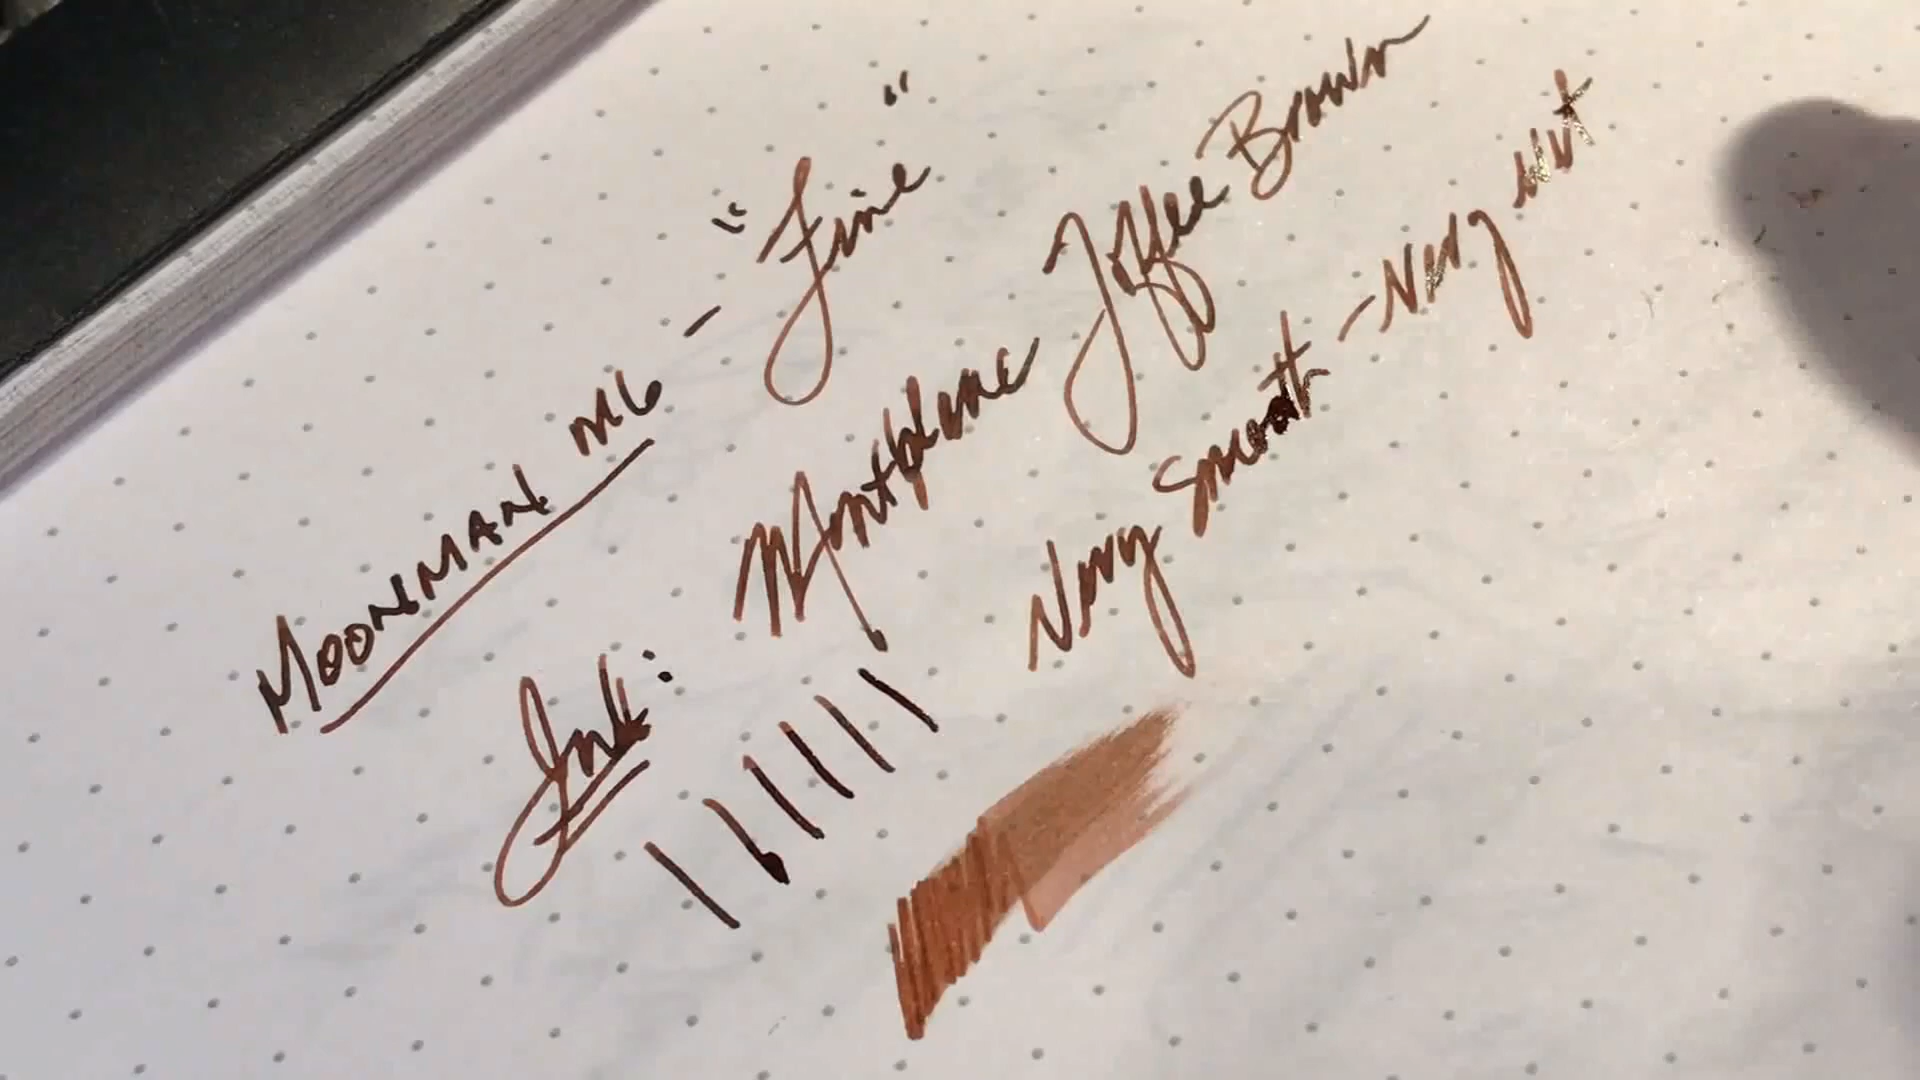 MOONMAN M6 - "Fine"
Ink: Montblanc Toffee Brown
Very smooth - Very wet